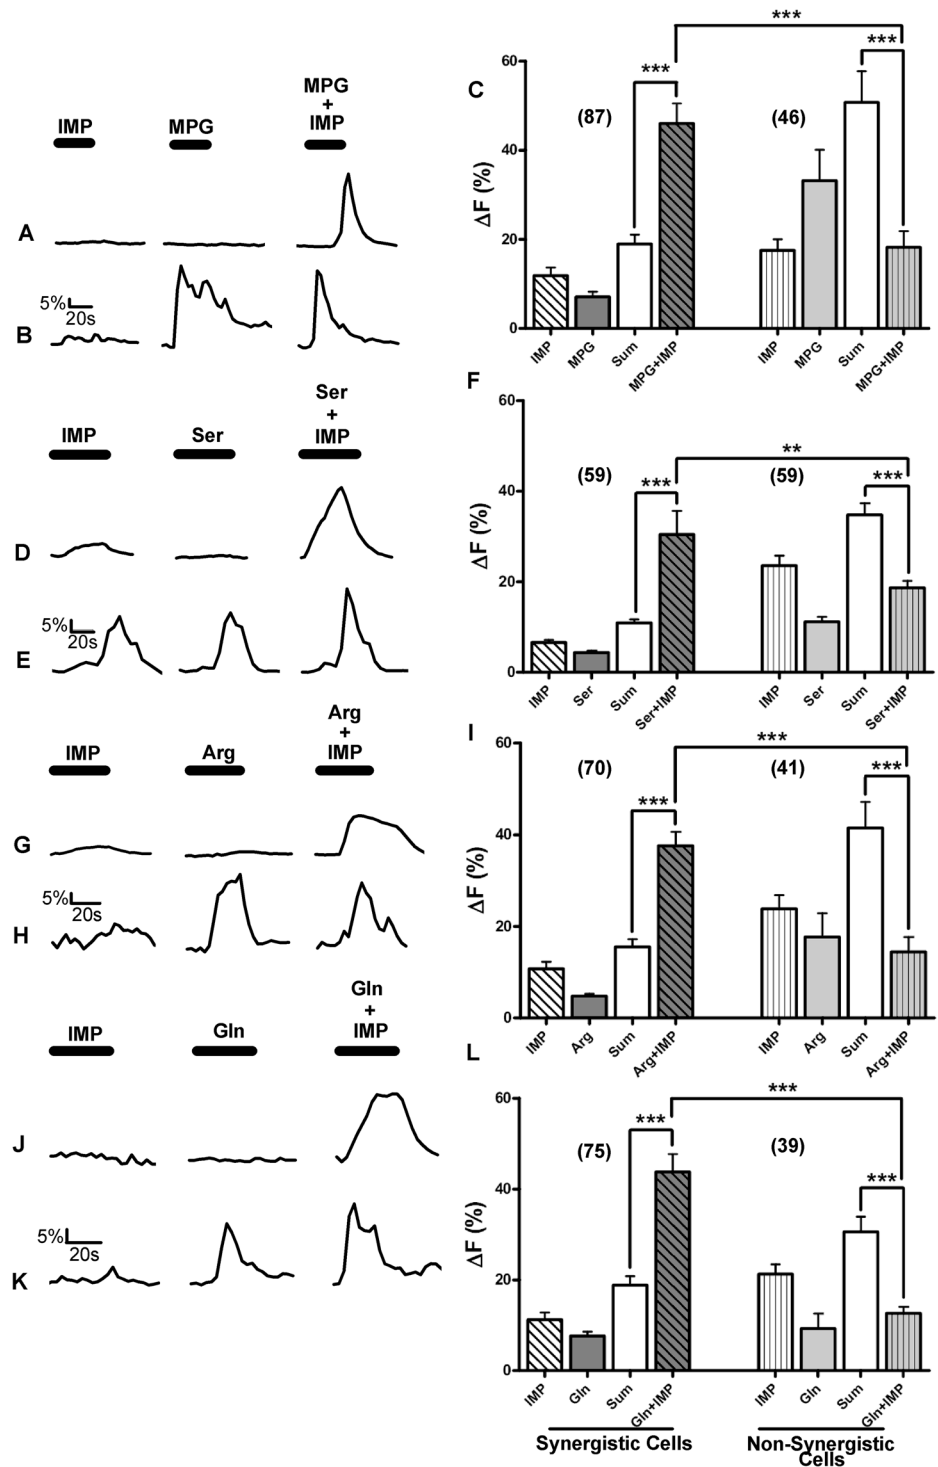 IMP
MPG
MPG
+
IMP
A
5%
20s
B
C
ΔF (%)
60
40
20
0
(87)
(46)
***
***
***
IMP
MPG
Sum
MPG+IMP
IMP
MPG
Sum
MPG+IMP
IMP
Ser
Ser
+
IMP
D
5%
20s
E
F
ΔF (%)
60
40
20
0
(59)
(59)
***
**
***
IMP
Ser
Sum
Ser+IMP
IMP
Ser
Sum
Ser+IMP
IMP
Arg
Arg
+
IMP
G
5%
20s
H
I
ΔF (%)
60
40
20
0
(70)
(41)
***
***
***
IMP
Arg
Sum
Arg+IMP
IMP
Arg
Sum
Arg+IMP
IMP
Gln
Gln
+
IMP
J
5%
20s
K
L
ΔF (%)
60
40
20
0
(75)
(39)
***
***
***
IMP
Gln
Sum
Gln+IMP
IMP
Gln
Sum
Gln+IMP
Synergistic Cells
Non-Synergistic
Cells